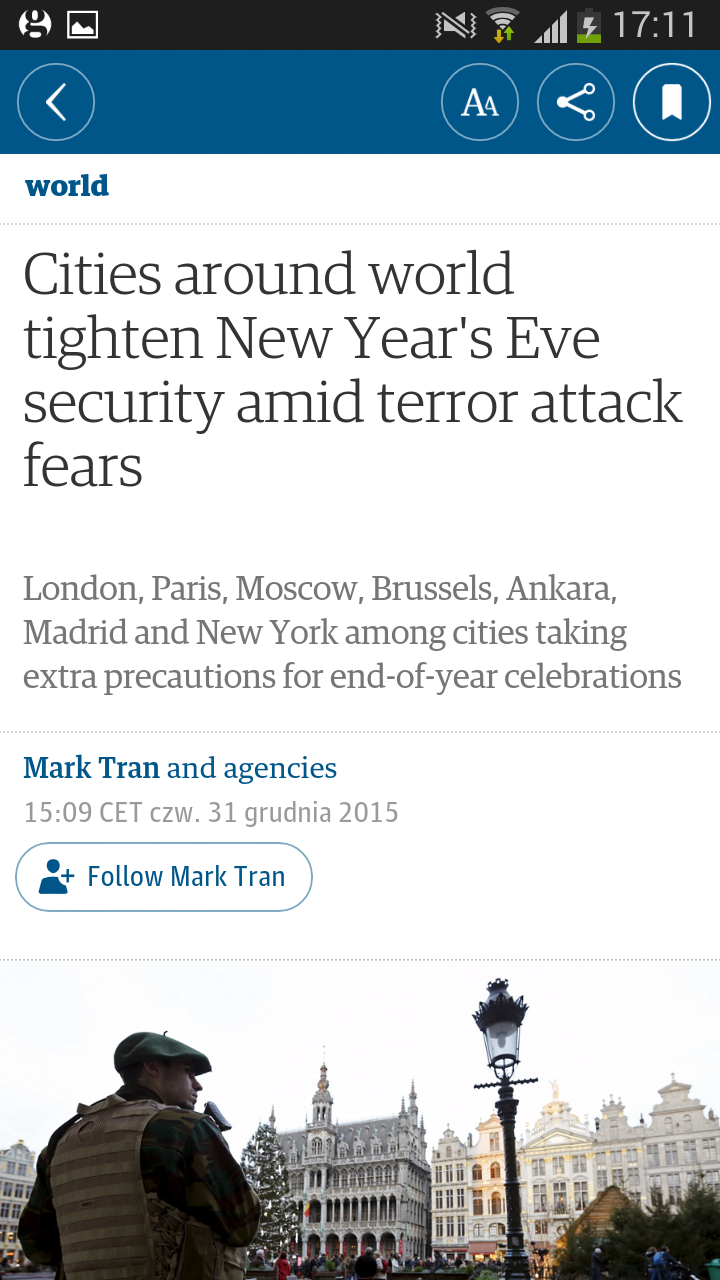 17:11
AA
world
Cities around world
tighten New Year's Eve
security amid terror attack
fears
London, Paris, Moscow, Brussels, Ankara,
Madrid and New York among cities taking
extra precautions for end-of-year celebrations
Mark Tran and agencies
15:09 CET czw. 31 grudnia 2015
Follow Mark Tran